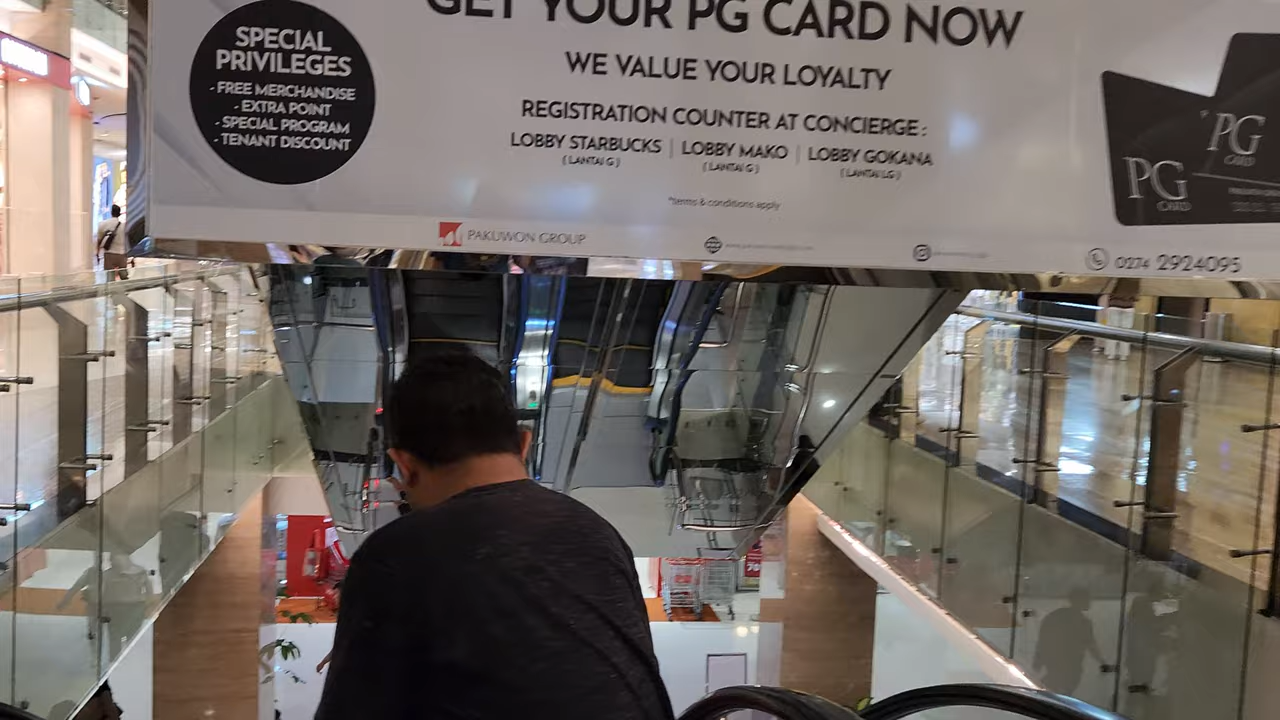 GET YOUR PG CARD NOW
WE VALUE YOUR LOYALTY
SPECIAL
PRIVILEGES
- FREE MERCHANDISE
- EXTRA POINT
- SPECIAL PROGRAM
- TENANT DISCOUNT
REGISTRATION COUNTER AT CONCIERGE :
LOBBY STARBUCKS | LOBBY MAKO | LOBBY GOKANA
( LANTAI G ) ( LANTAI G ) ( LANTAI LG )
*terms & conditions apply
PG
CARD
PG
CARD
PAKUWON GROUP
0274 2924095